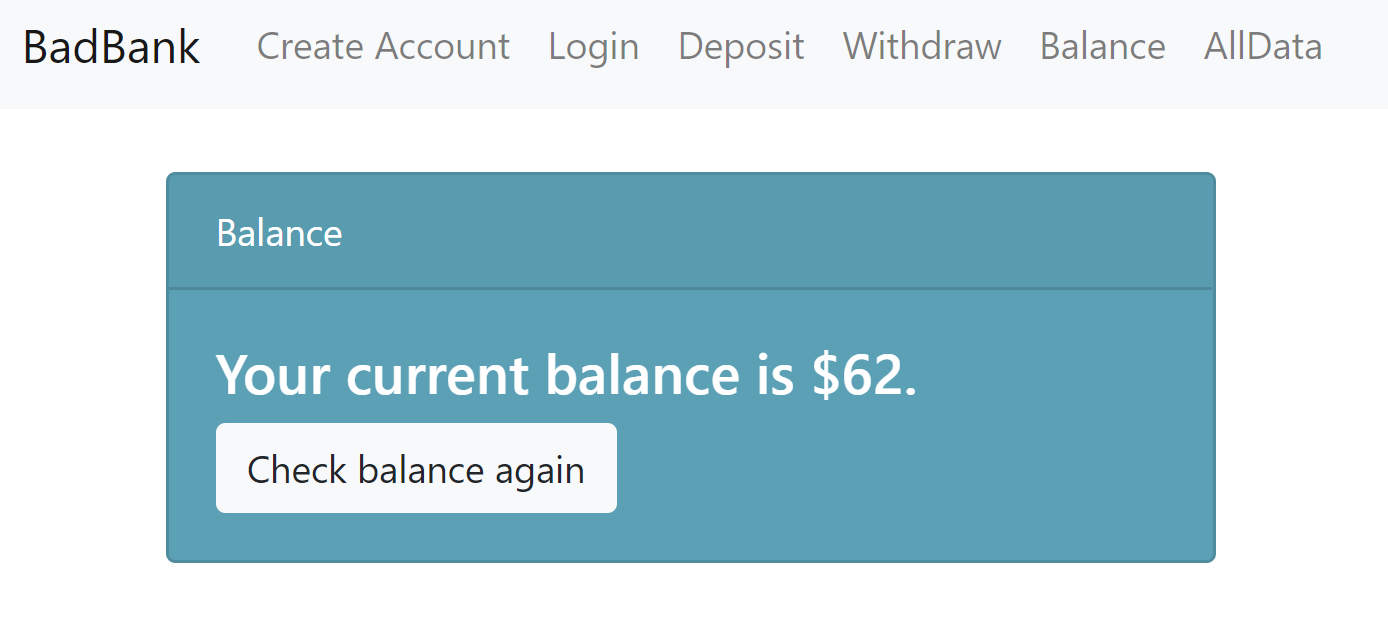 BadBank Create Account Login Deposit Withdraw Balance AllData
Balance
Your current balance is $62.
Check balance again